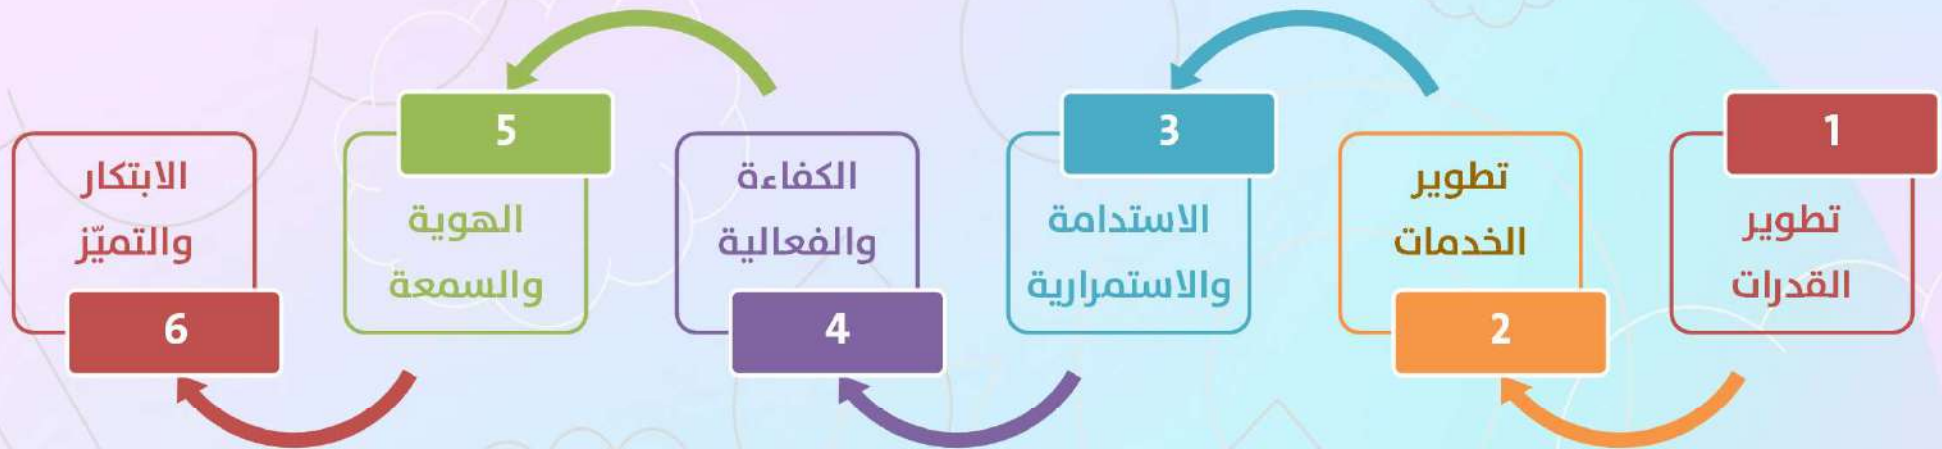 1
تطوير
القدرات
تطوير
الخدمات
2
3
الاستدامة
والاستمرارية
الكفاءة
والفعالية
4
5
الهوية
والسمعة
الابتكار
والتميّز
6